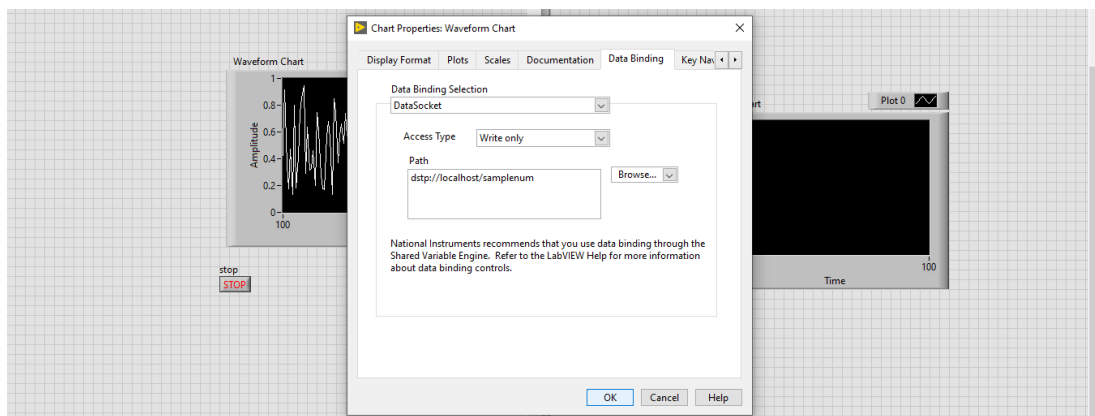 Waveform Chart
Amplitude
1
0.8
0.6
0.4
0.2
0
100
stop
STOP
Chart Properties: Waveform Chart
Display Format Plots Scales Documentation Data Binding Key Nav
Data Binding Selection
DataSocket
Access Type Write only
Path
dstp://localhost/samplenum
Browse...
National Instruments recommends that you use data binding through the
Shared Variable Engine. Refer to the LabVIEW Help for more information
about data binding controls.
OK Cancel Help
Plot 0
100
Time